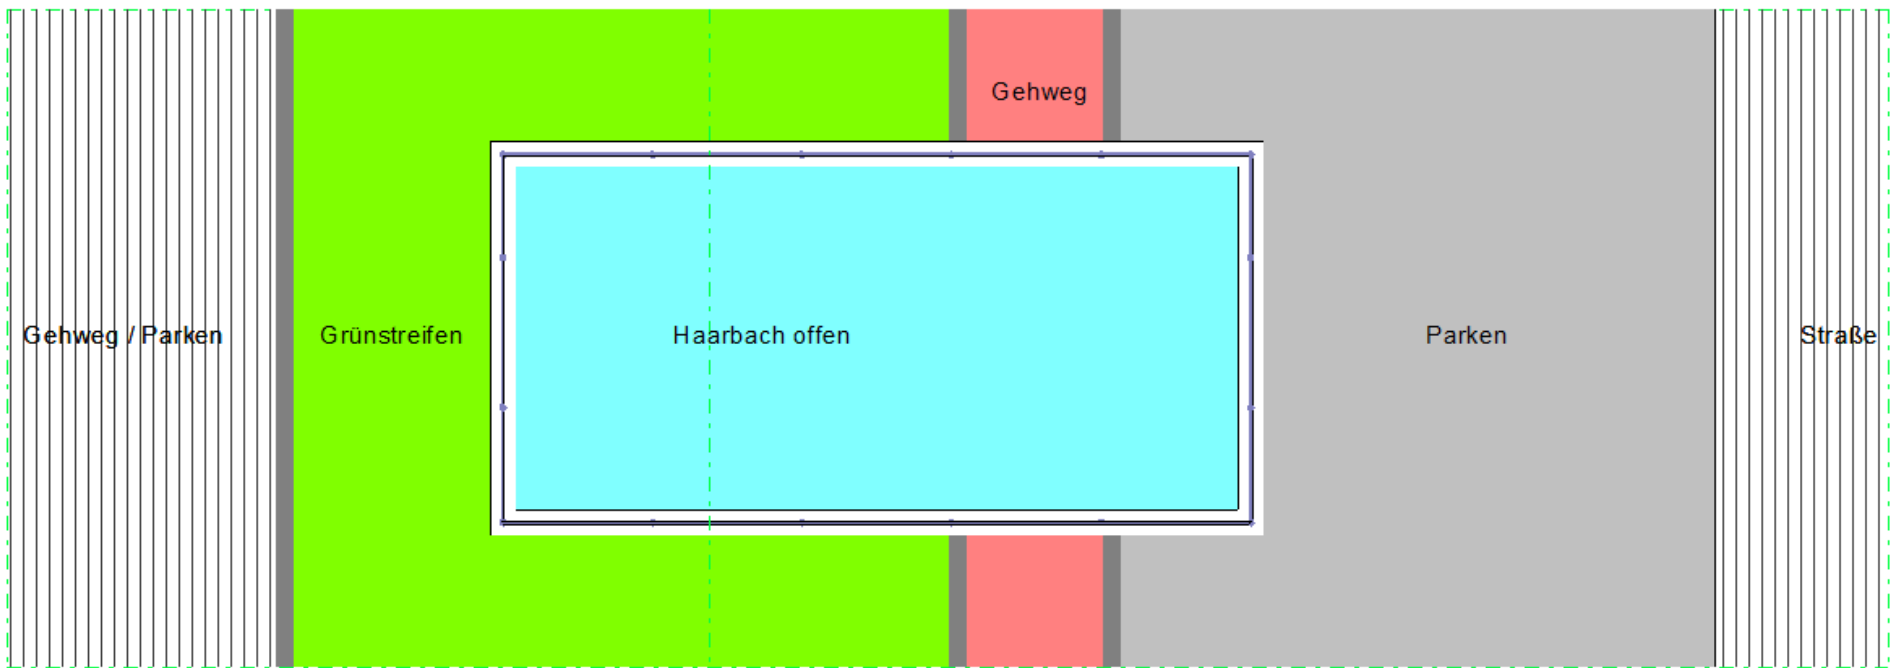 Gehweg
Gehweg / Parken
Grünstreifen
Haarbach offen
Parken
Straße